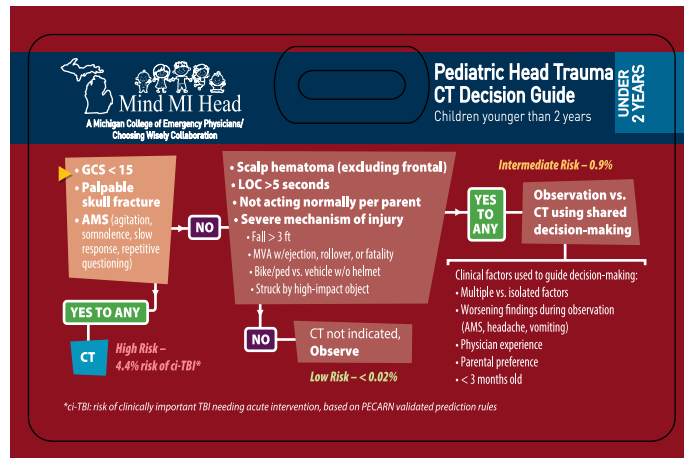 Mind MI Head
A Michigan College of Emergency Physicians/
Choosing Wisely Collaboration
Pediatric Head Trauma
CT Decision Guide
Children younger than 2 years
UNDER
2 YEARS
• GCS < 15
• Palpable
skull fracture
• AMS (agitation,
somnolence, slow
response, repetitive
questioning)
NO
• Scalp hematoma (excluding frontal)
• LOC >5 seconds
• Not acting normally per parent
• Severe mechanism of injury
• Fall > 3 ft
• MVA w/ejection, rollover, or fatality
• Bike/ped vs. vehicle w/o helmet
• Struck by high-impact object
YES
TO
ANY
Intermediate Risk – 0.9%
Observation vs.
CT using shared
decision-making
Clinical factors used to guide decision-making:
• Multiple vs. isolated factors
• Worsening findings during observation
(AMS, headache, vomiting)
• Physician experience
• Parental preference
• < 3 months old
YES TO ANY
CT
High Risk –
4.4% risk of ci-TBI*
NO
CT not indicated,
Observe
Low Risk – < 0.02%
*ci-TBI: risk of clinically important TBI needing acute intervention, based on PECARN validated prediction rules